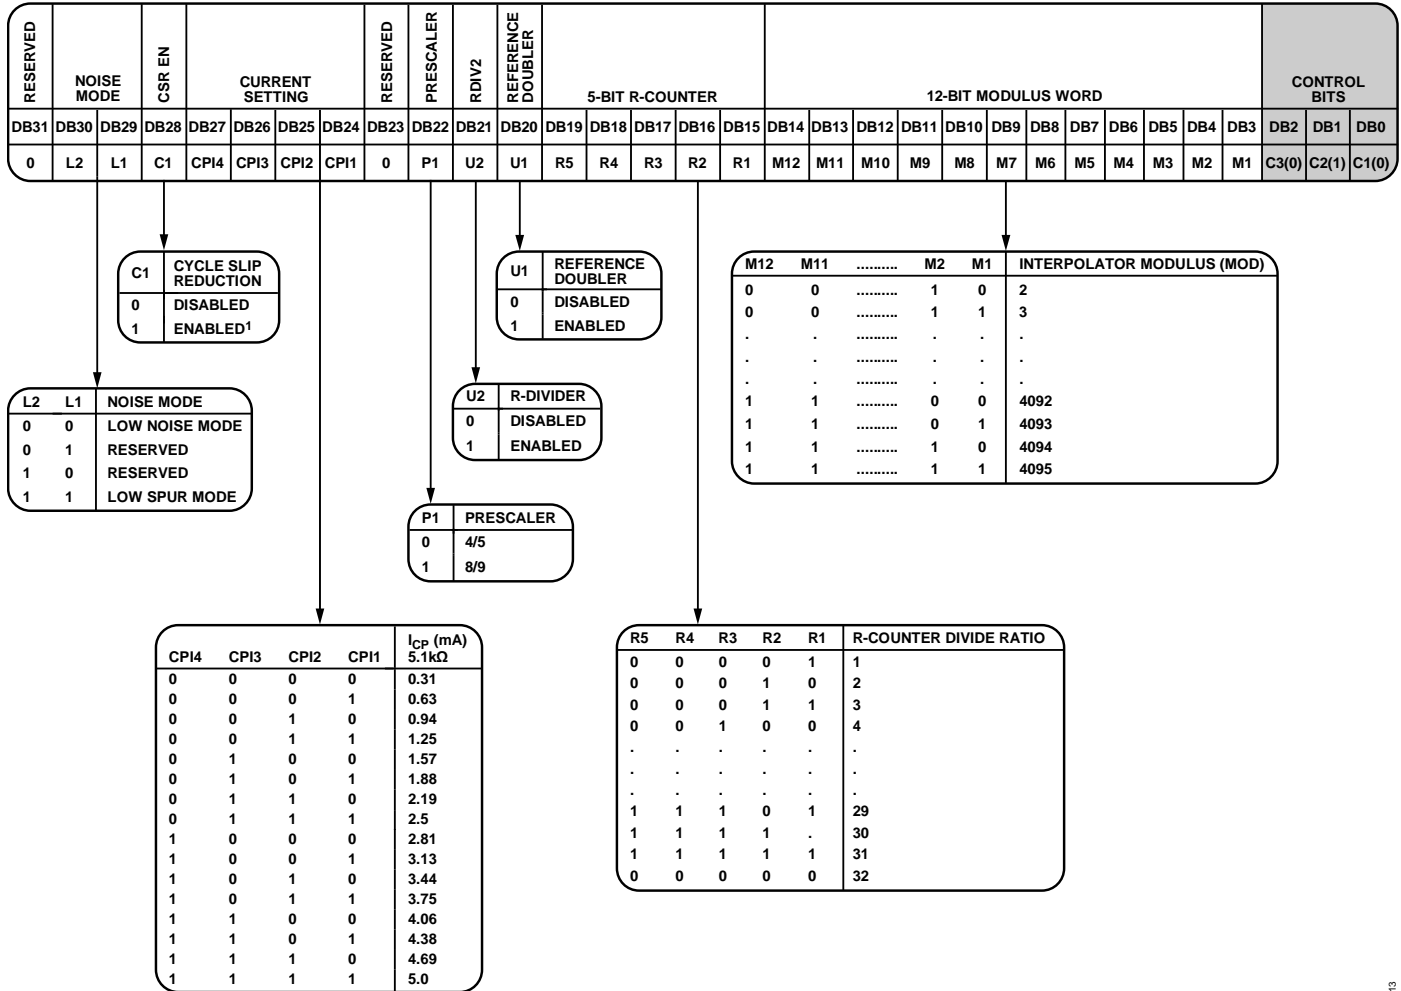 RESERVED
NOISE MODE
CSR EN
CURRENT SETTING
RESERVED
PRESCALER
RDIV2
REFERENCE DOUBLER
5-BIT R-COUNTER
12-BIT MODULUS WORD
CONTROL BITS
DB31 DB30 DB29 DB28 DB27 DB26 DB25 DB24 DB23 DB22 DB21 DB20 DB19 DB18 DB17 DB16 DB15 DB14 DB13 DB12 DB11 DB10 DB9 DB8 DB7 DB6 DB5 DB4 DB3 DB2 DB1 DB0
0 L2 L1 C1 CPI4 CPI3 CPI2 CPI1 0 P1 U2 U1 R5 R4 R3 R2 R1 M12 M11 M10 M9 M8 M7 M6 M5 M4 M3 M2 M1 C3(0) C2(1) C1(0)
C1 CYCLE SLIP REDUCTION
0 DISABLED
1 ENABLED1
U1 REFERENCE DOUBLER
0 DISABLED
1 ENABLED
M12 M11 .......... M2 M1 INTERPOLATOR MODULUS (MOD)
0 0 .......... 1 0 2
0 0 .......... 1 1 3
. . .......... . . .
. . .......... . . .
. . .......... . . .
1 1 .......... 0 0 4092
1 1 .......... 0 1 4093
1 1 .......... 1 0 4094
1 1 .......... 1 1 4095
L2 L1 NOISE MODE
0 0 LOW NOISE MODE
0 1 RESERVED
1 0 RESERVED
1 1 LOW SPUR MODE
U2 R-DIVIDER
0 DISABLED
1 ENABLED
P1 PRESCALER
0 4/5
1 8/9
CPI4 CPI3 CPI2 CPI1 ICP (mA) 5.1kΩ
0 0 0 0 0.31
0 0 0 1 0.63
0 0 1 0 0.94
0 0 1 1 1.25
0 1 0 0 1.57
0 1 0 1 1.88
0 1 1 0 2.19
0 1 1 1 2.5
1 0 0 0 2.81
1 0 0 1 3.13
1 0 1 0 3.44
1 0 1 1 3.75
1 1 0 0 4.06
1 1 0 1 4.38
1 1 1 0 4.69
1 1 1 1 5.0
R5 R4 R3 R2 R1 R-COUNTER DIVIDE RATIO
0 0 0 0 1 1
0 0 0 1 0 2
0 0 0 1 1 3
0 0 1 0 0 4
. . . . . .
. . . . . .
. . . . . .
1 1 1 0 1 29
1 1 1 1 . 30
1 1 1 1 1 31
0 0 0 0 0 32
13